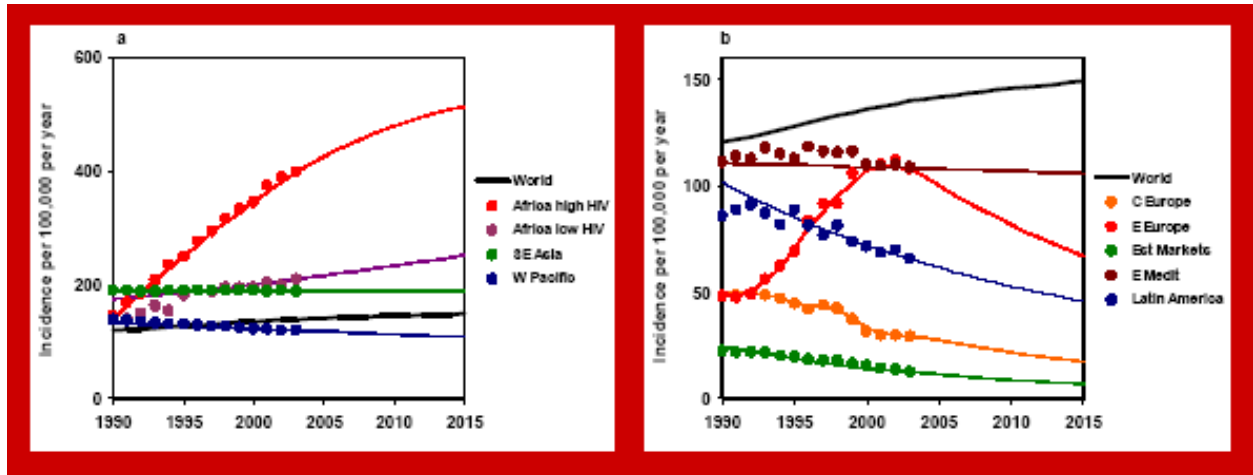 a
600
400
200
0
Incidence per 100,000 per year
1990 1995 2000 2005 2010 2015
World
Africa high HIV
Africa low HIV
SE Asia
W Pacific
b
150
100
50
0
Incidence per 100,000 per year
1990 1995 2000 2005 2010 2015
World
C Europe
E Europe
Est Markets
E Medit
Latin America